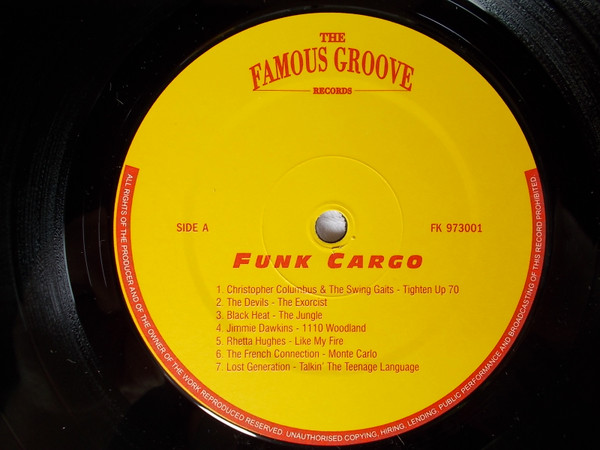 THE
FAMOUS GROOVE
RECORDS
SIDE A
FK 973001
FUNK CARGO
1. Christopher Columbus & The Swing Gaits - Tighten Up 70
2. The Devils - The Exorcist
3. Black Heat - The Jungle
4. Jimmie Dawkins - 1110 Woodland
5. Rhetta Hughes - Like My Fire
6. The French Connection - Monte Carlo
7. Lost Generation - Talkin' The Teenage Language
ALL RIGHTS OF THE PRODUCER AND OF THE OWNER OF THE WORK REPRODUCED RESERVED. UNAUTHORISED COPYING, HIRING, LENDING, PUBLIC PERFORMANCE AND BROADCASTING OF THIS RECORD PROHIBITED